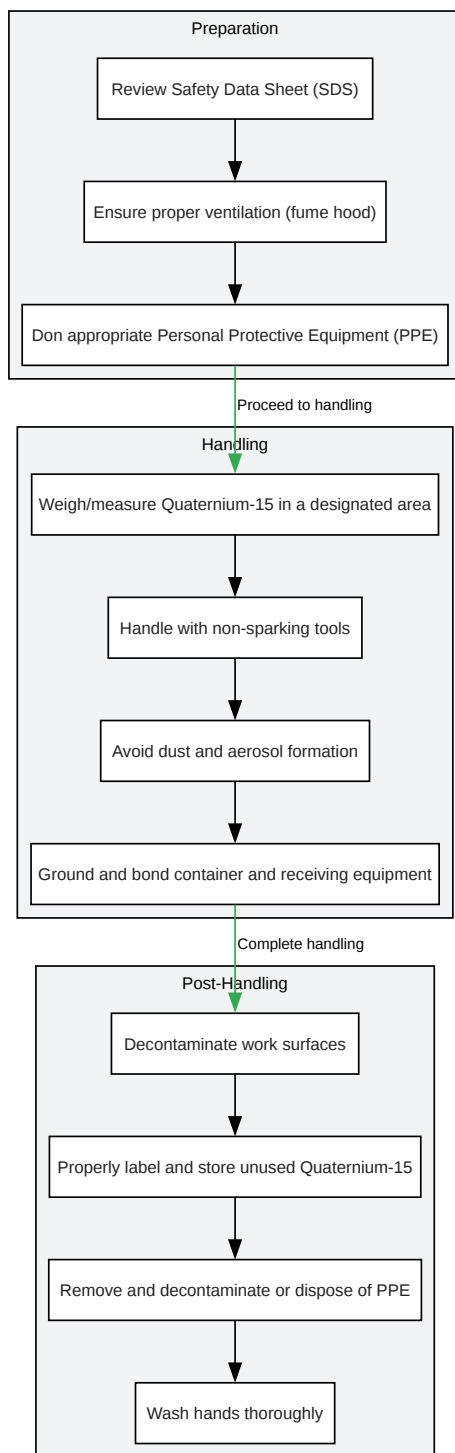 Preparation
Review Safety Data Sheet (SDS)
Ensure proper ventilation (fume hood)
Don appropriate Personal Protective Equipment (PPE)
Proceed to handling
Handling
Weigh/measure Quaternium-15 in a designated area
Handle with non-sparking tools
Avoid dust and aerosol formation
Ground and bond container and receiving equipment
Complete handling
Post-Handling
Decontaminate work surfaces
Properly label and store unused Quaternium-15
Remove and decontaminate or dispose of PPE
Wash hands thoroughly